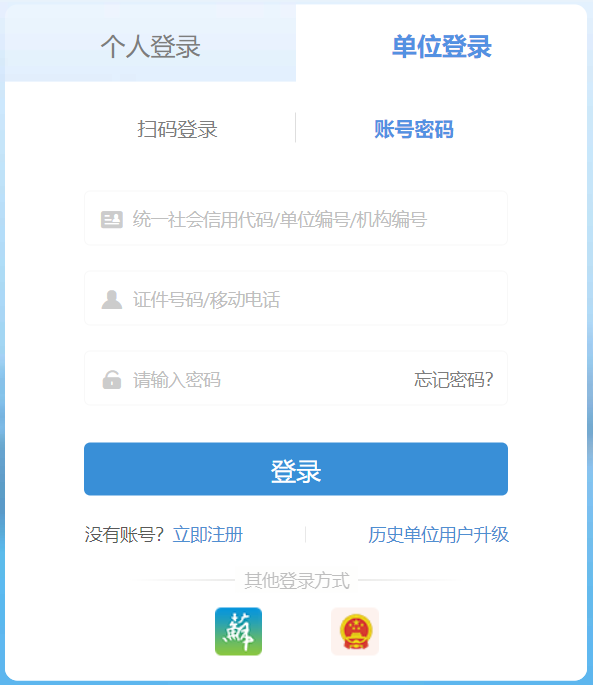 个人登录
单位登录
扫码登录
账号密码
统一社会信用代码/单位编号/机构编号
证件号码/移动电话
请输入密码
忘记密码?
登录
没有账号? 立即注册
历史单位用户升级
其他登录方式
蘇